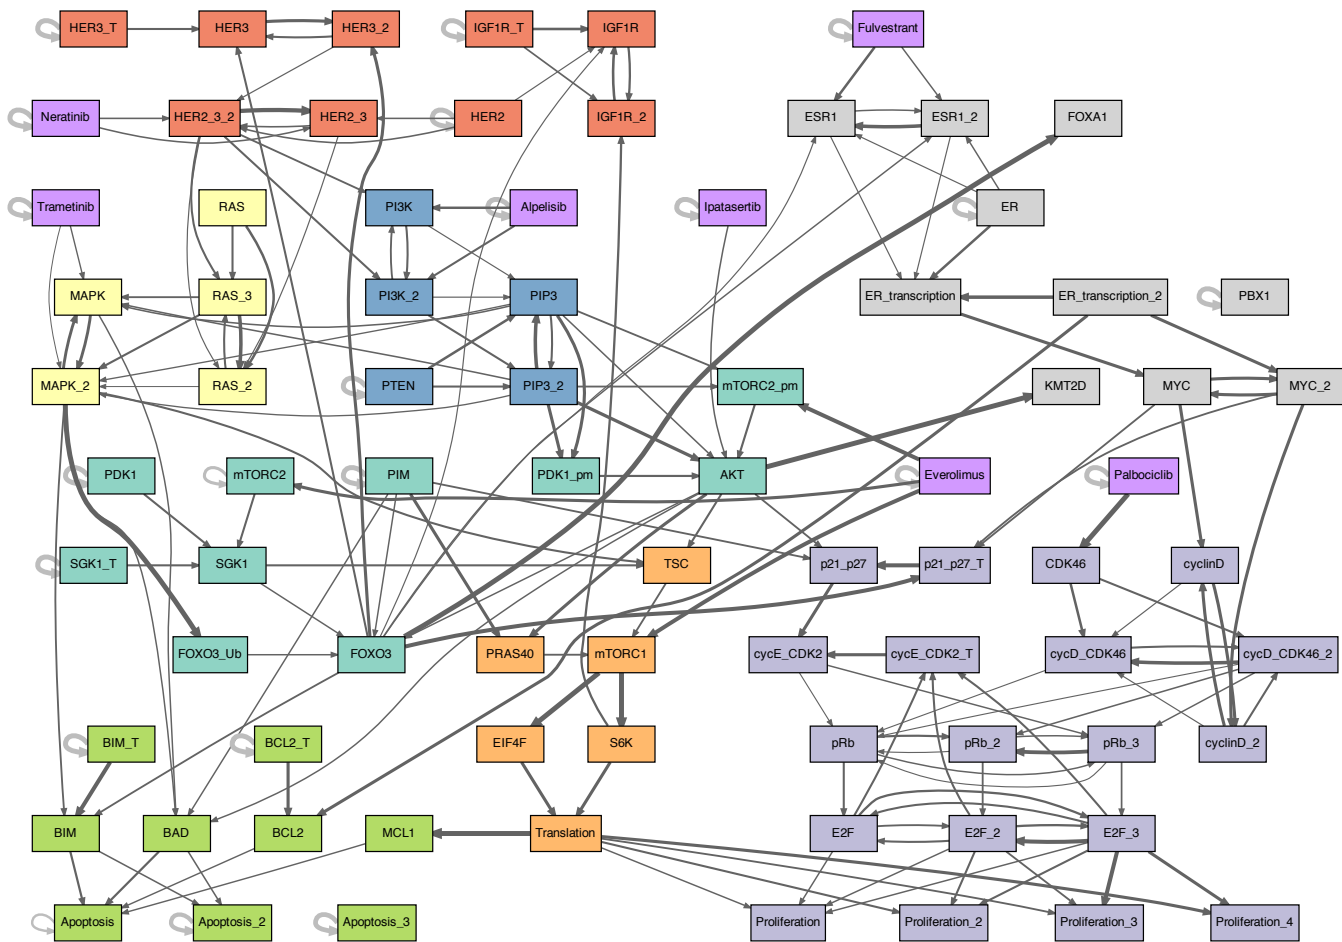 HER3_T
HER3
HER3_2
IGF1R_T
IGF1R
Fulvestrant
Neratinib
HER2_3_2
HER2_3
HER2
IGF1R_2
ESR1
ESR1_2
FOXA1
Trametinib
RAS
PI3K
Alpelisib
Ipatasertib
ER
MAPK
RAS_3
PI3K_2
PIP3
ER_transcription
ER_transcription_2
PBX1
MAPK_2
RAS_2
PTEN
PIP3_2
mTORC2_pm
KMT2D
MYC
MYC_2
PDK1
mTORC2
PIM
PDK1_pm
AKT
Everolimus
Palbociclib
SGK1_T
SGK1
TSC
p21_p27
p21_p27_T
CDK46
cyclinD
FOXO3_Ub
FOXO3
PRAS40
mTORC1
cycE_CDK2
cycE_CDK2_T
cycD_CDK46
cycD_CDK46_2
BIM_T
BCL2_T
EIF4F
S6K
pRb
pRb_2
pRb_3
cyclinD_2
BIM
BAD
BCL2
MCL1
Translation
E2F
E2F_2
E2F_3
Apoptosis
Apoptosis_2
Apoptosis_3
Proliferation
Proliferation_2
Proliferation_3
Proliferation_4